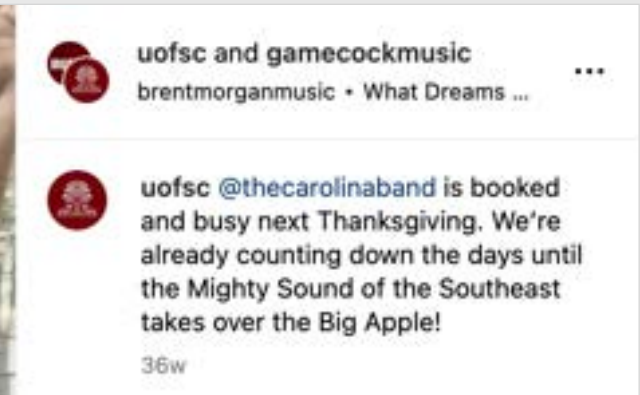 uofsc and gamecockmusic
brentmorganmusic • What Dreams ...
uofsc @thecarolinaband is booked
and busy next Thanksgiving. We're
already counting down the days until
the Mighty Sound of the Southeast
takes over the Big Apple!
36w